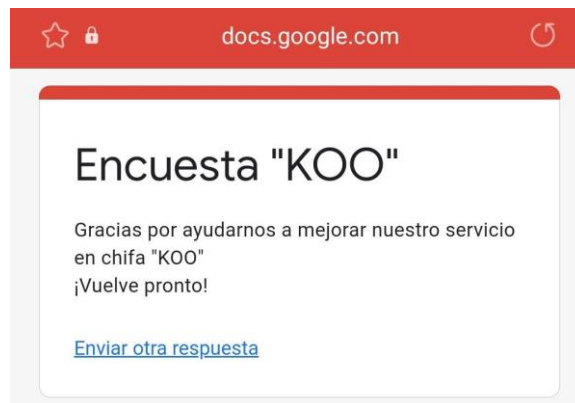 docs.google.com
Encuesta "KOO"
Gracias por ayudarnos a mejorar nuestro servicio
en chifa "KOO"
¡Vuelve pronto!
Enviar otra respuesta